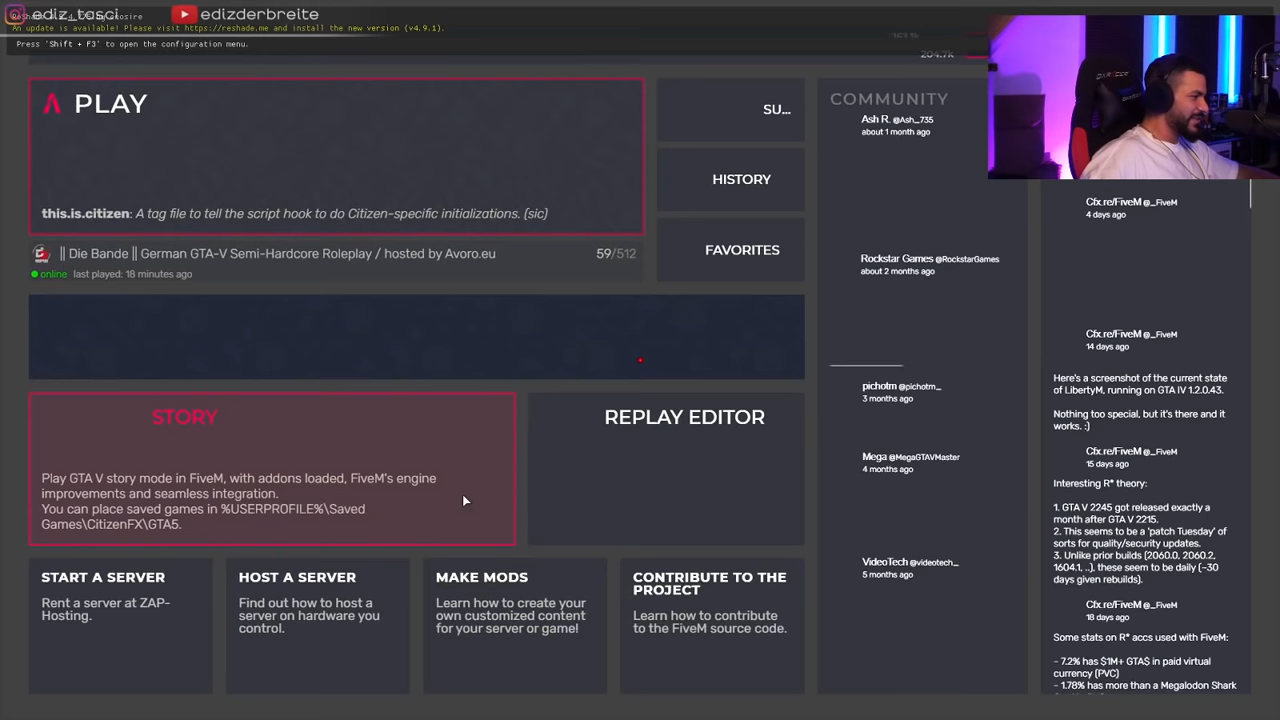 ediz_tosci
edizderbreite
An update is available! Please visit https://reshade.me and install the new version (v4.9.1).
Press 'Shift + F3' to open the configuration menu.
204.7k
PLAY
this.is.citizen: A tag file to tell the script hook to do Citizen-specific initializations. (sic)
|| Die Bande || German GTA-V Semi-Hardcore Roleplay / hosted by Avoro.eu
59/512
online last played: 18 minutes ago
SU...
HISTORY
FAVORITES
STORY
Play GTA V story mode in FiveM, with addons loaded, FiveM's engine
improvements and seamless integration.
You can place saved games in %USERPROFILE%\Saved
Games\CitizenFX\GTA5.
REPLAY EDITOR
START A SERVER
Rent a server at ZAP-
Hosting.
HOST A SERVER
Find out how to host a
server on hardware you
control.
MAKE MODS
Learn how to create your
own customized content
for your server or game!
CONTRIBUTE TO THE
PROJECT
Learn how to contribute
to the FiveM source code.
COMMUNITY
Ash R. @Ash_735
about 1 month ago
Rockstar Games @RockstarGames
about 2 months ago
pichotm @pichotm_
3 months ago
Mega @MegaGTAVMaster
4 months ago
VideoTech @videotech_
5 months ago
Cfx.re/FiveM @_FiveM
4 days ago
Cfx.re/FiveM @_FiveM
14 days ago
Here's a screenshot of the current state
of LibertyM, running on GTA IV 1.2.0.43.
Nothing too special, but it's there and it
works. :)
Cfx.re/FiveM @_FiveM
15 days ago
Interesting R* theory:
1. GTA V 2245 got released exactly a
month after GTA V 2215.
2. This seems to be a 'patch Tuesday' of
sorts for quality/security updates.
3. Unlike prior builds (2060.0, 2060.2,
1604.1, ..), these seem to be daily (~30
days given rebuilds).
Cfx.re/FiveM @_FiveM
18 days ago
Some stats on R* accs used with FiveM:
- 7.2% has $1M+ GTA$ in paid virtual
currency (PVC)
- 1.78% has more than a Megalodon Shark